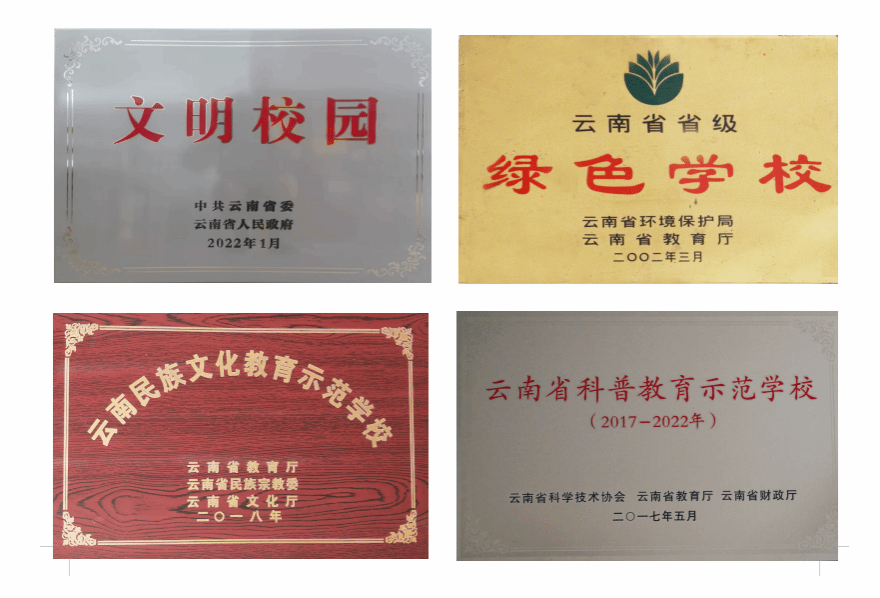 文明校园
中共云南省委
云南省人民政府
2022年1月
云南省省级
绿色学校
云南省环境保护局
云南省教育厅
二〇〇二年三月
云南民族文化教育示范学校
云南省教育厅
云南省民族宗教委
云南省文化厅
二〇一八年
云南省科普教育示范学校
（2017－2022年）
云南省科学技术协会 云南省教育厅 云南省财政厅
二〇一七年五月